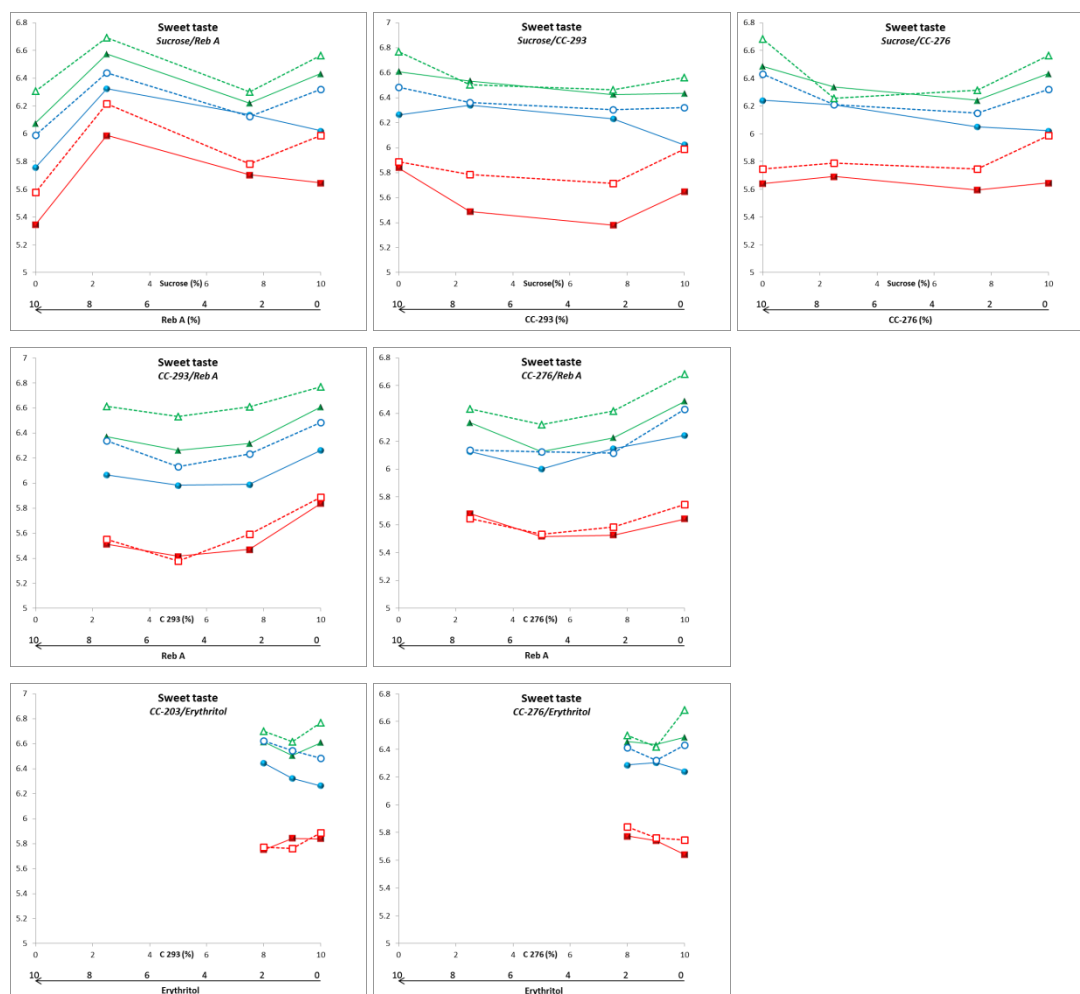 Sweet taste
Sucrose/Reb A
6.8
6.6
6.4
6.2
6
5.8
5.6
5.4
5.2
5
0 2 4 Sucrose (%) 6 8 10
10 8 6 4 2 0
Reb A (%)
Sweet taste
Sucrose/CC-293
7
6.8
6.6
6.4
6.2
6
5.8
5.6
5.4
5.2
5
0 2 4 Sucrose(%) 6 8 10
10 8 6 4 2 0
CC-293 (%)
Sweet taste
Sucrose/CC-276
6.8
6.6
6.4
6.2
6
5.8
5.6
5.4
5.2
5
0 2 4 Sucrose (%) 6 8 10
10 8 6 4 2 0
CC-276 (%)
Sweet taste
CC-293/Reb A
7
6.8
6.6
6.4
6.2
6
5.8
5.6
5.4
5.2
5
0 2 4 C 293 (%) 6 8 10
10 8 6 4 2 0
Reb A
Sweet taste
CC-276/Reb A
6.8
6.6
6.4
6.2
6
5.8
5.6
5.4
5.2
5
0 2 4 C 276 (%) 6 8 10
10 8 6 4 2 0
Reb A
Sweet taste
CC-203/Erythritol
7
6.8
6.6
6.4
6.2
6
5.8
5.6
5.4
5.2
5
0 2 4 C 293 (%) 6 8 10
10 8 6 4 2 0
Erythritol
Sweet taste
CC-276/Erythritol
6.8
6.6
6.4
6.2
6
5.8
5.6
5.4
5.2
5
0 2 4 C 276 (%) 6 8 10
10 8 6 4 2 0
Erythritol